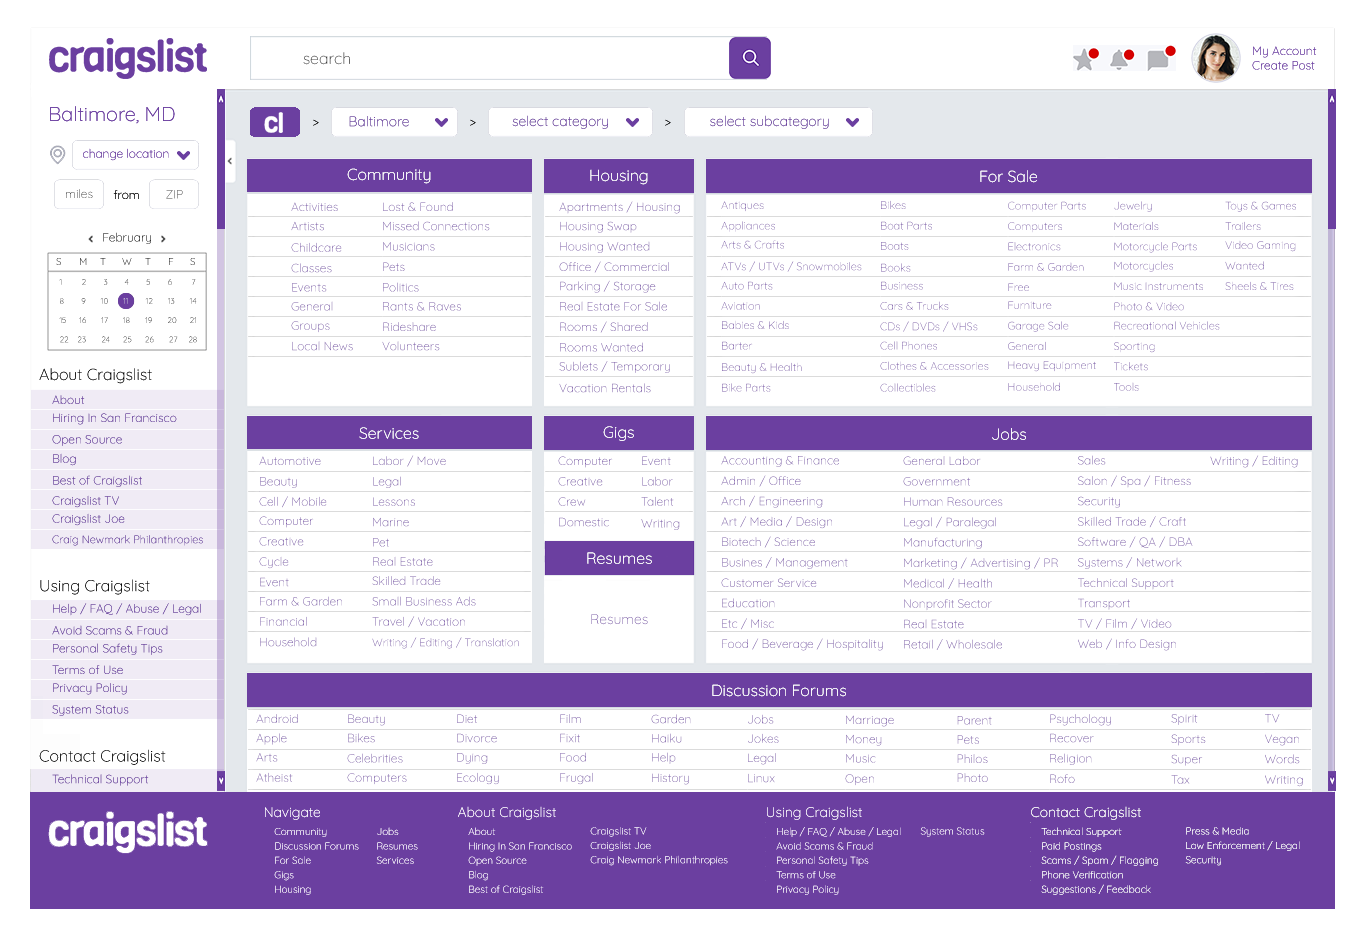 craigslist
search
My Account
Create Post
Baltimore, MD
change location
miles from ZIP
< February >
S M T W T F S
1 2 3 4 5 6 7
8 9 10 11 12 13 14
15 16 17 18 19 20 21
22 23 24 25 26 27 28
About Craigslist
About
Hiring In San Francisco
Open Source
Blog
Best of Craigslist
Craigslist TV
Craigslist Joe
Craig Newmark Philanthropies
Using Craigslist
Help / FAQ / Abuse / Legal
Avoid Scams & Fraud
Personal Safety Tips
Terms of Use
Privacy Policy
System Status
Contact Craigslist
Technical Support
cl > Baltimore > select category > select subcategory
Community
Activities Lost & Found
Artists Missed Connections
Childcare Musicians
Classes Pets
Events Politics
General Rants & Raves
Groups Rideshare
Local News Volunteers
Housing
Apartments / Housing
Housing Swap
Housing Wanted
Office / Commercial
Parking / Storage
Real Estate For Sale
Rooms / Shared
Rooms Wanted
Sublets / Temporary
Vacation Rentals
For Sale
Antiques Bikes Computer Parts Jewelry Toys & Games
Appliances Boat Parts Computers Materials Trailers
Arts & Crafts Boats Electronics Motorcycle Parts Video Gaming
ATVs / UTVs / Snowmobiles Books Farm & Garden Motorcycles Wanted
Auto Parts Business Free Music Instruments Sheels & Tires
Aviation Cars & Trucks Furniture Photo & Video
Babies & Kids CDs / DVDs / VHSs Garage Sale Recreational Vehicles
Barter Cell Phones General Sporting
Beauty & Health Clothes & Accessories Heavy Equipment Tickets
Bike Parts Collectibles Household Tools
Services
Automotive Labor / Move
Beauty Legal
Cell / Mobile Lessons
Computer Marine
Creative Pet
Cycle Real Estate
Event Skilled Trade
Farm & Garden Small Business Ads
Financial Travel / Vacation
Household Writing / Editing / Translation
Gigs
Computer Event
Creative Labor
Crew Talent
Domestic Writing
Resumes
Resumes
Jobs
Accounting & Finance General Labor Sales Writing / Editing
Admin / Office Government Salon / Spa / Fitness
Arch / Engineering Human Resources Security
Art / Media / Design Legal / Paralegal Skilled Trade / Craft
Biotech / Science Manufacturing Software / QA / DBA
Busines / Management Marketing / Advertising / PR Systems / Network
Customer Service Medical / Health Technical Support
Education Nonprofit Sector Transport
Etc / Misc Real Estate TV / Film / Video
Food / Beverage / Hospitality Retail / Wholesale Web / Info Design
Discussion Forums
Android Beauty Diet Film Garden Jobs Marriage Parent Psychology Spirit TV
Apple Bikes Divorce Fixit Haiku Jokes Money Pets Recover Sports Vegan
Arts Celebrities Dying Food Help Legal Music Philos Religion Super Words
Atheist Computers Ecology Frugal History Linux Open Photo Rofo Tax Writing
craigslist
Navigate
Community Jobs
Discussion Forums Resumes
For Sale Services
Gigs
Housing
About Craigslist
About Craigslist TV
Hiring In San Francisco Craigslist Joe
Open Source Craig Newmark Philanthropies
Blog
Best of Craigslist
Using Craigslist
Help / FAQ / Abuse / Legal System Status
Avoid Scams & Fraud
Personal Safety Tips
Terms of Use
Privacy Policy
Contact Craigslist
Technical Support Press & Media
Paid Postings Law Enforcement / Legal
Scams / Spam / Flagging Security
Phone Verification
Suggestions / Feedback